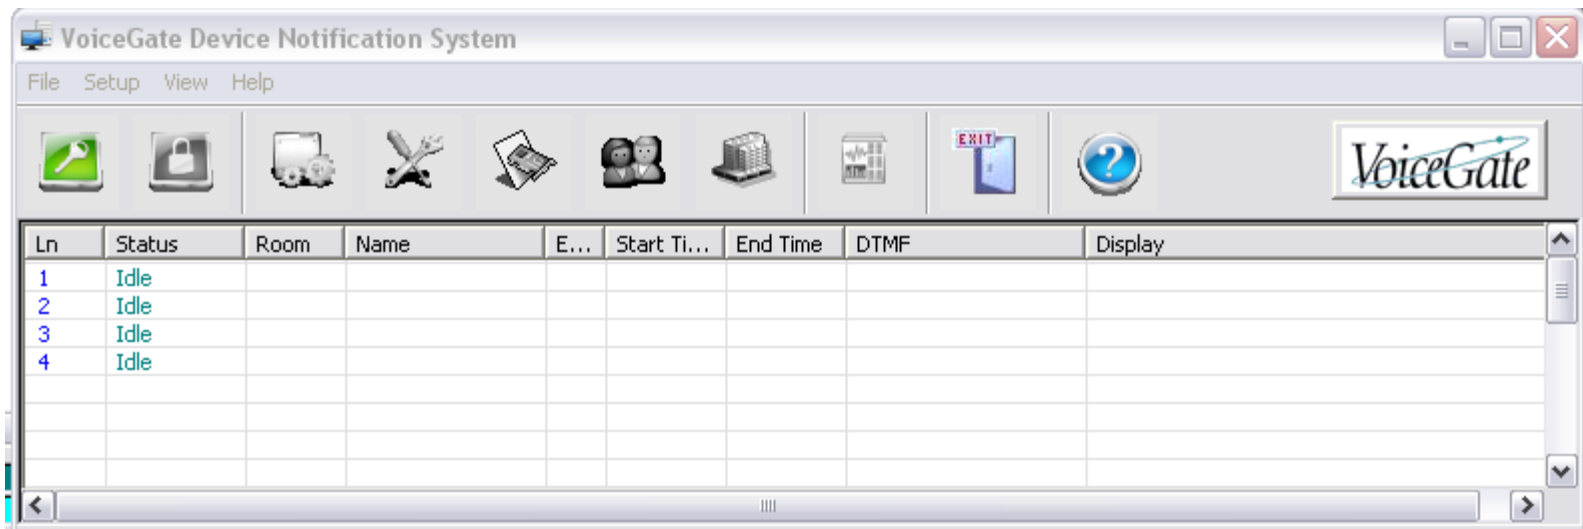 VoiceGate Device Notification System
File Setup View Help
EXIT
VoiceGate
Ln Status Room Name E... Start Ti... End Time DTMF Display
1 Idle
2 Idle
3 Idle
4 Idle